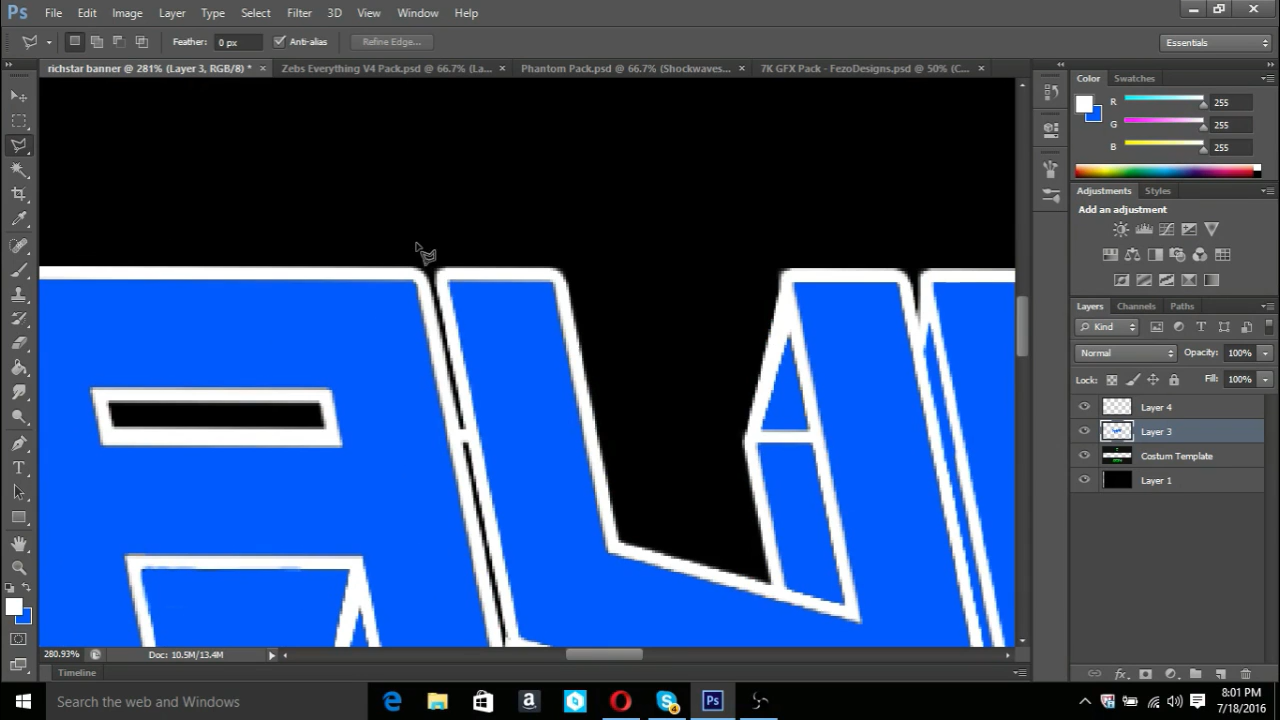 Ps File Edit Image Layer Type Select Filter 3D View Window Help
Feather: 0 px Anti-alias Refine Edge... Essentials
richstar banner @ 281% (Layer 3, RGB/8) * × Zebs Everything V4 Pack.psd @ 66.7% (La... × Phantom Pack.psd @ 66.7% (Shockwaves... × 7K GFX Pack - FezoDesigns.psd @ 50% (C... ×
Color Swatches
R 255
G 255
B 255
Adjustments Styles
Add an adjustment
Layers Channels Paths
Kind
Normal Opacity: 100%
Lock: Fill: 100%
Layer 4
Layer 3
Costum Template
Layer 1
280.93% Doc: 10.5M/13.4M
Timeline
Search the web and Windows
4
Ps
8:01 PM
7/18/2016